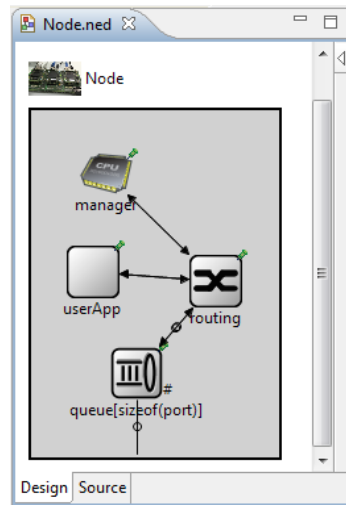 Node.ned
Node
CPU
manager
userApp
routing
#
queue[sizeof(port)]
Design
Source